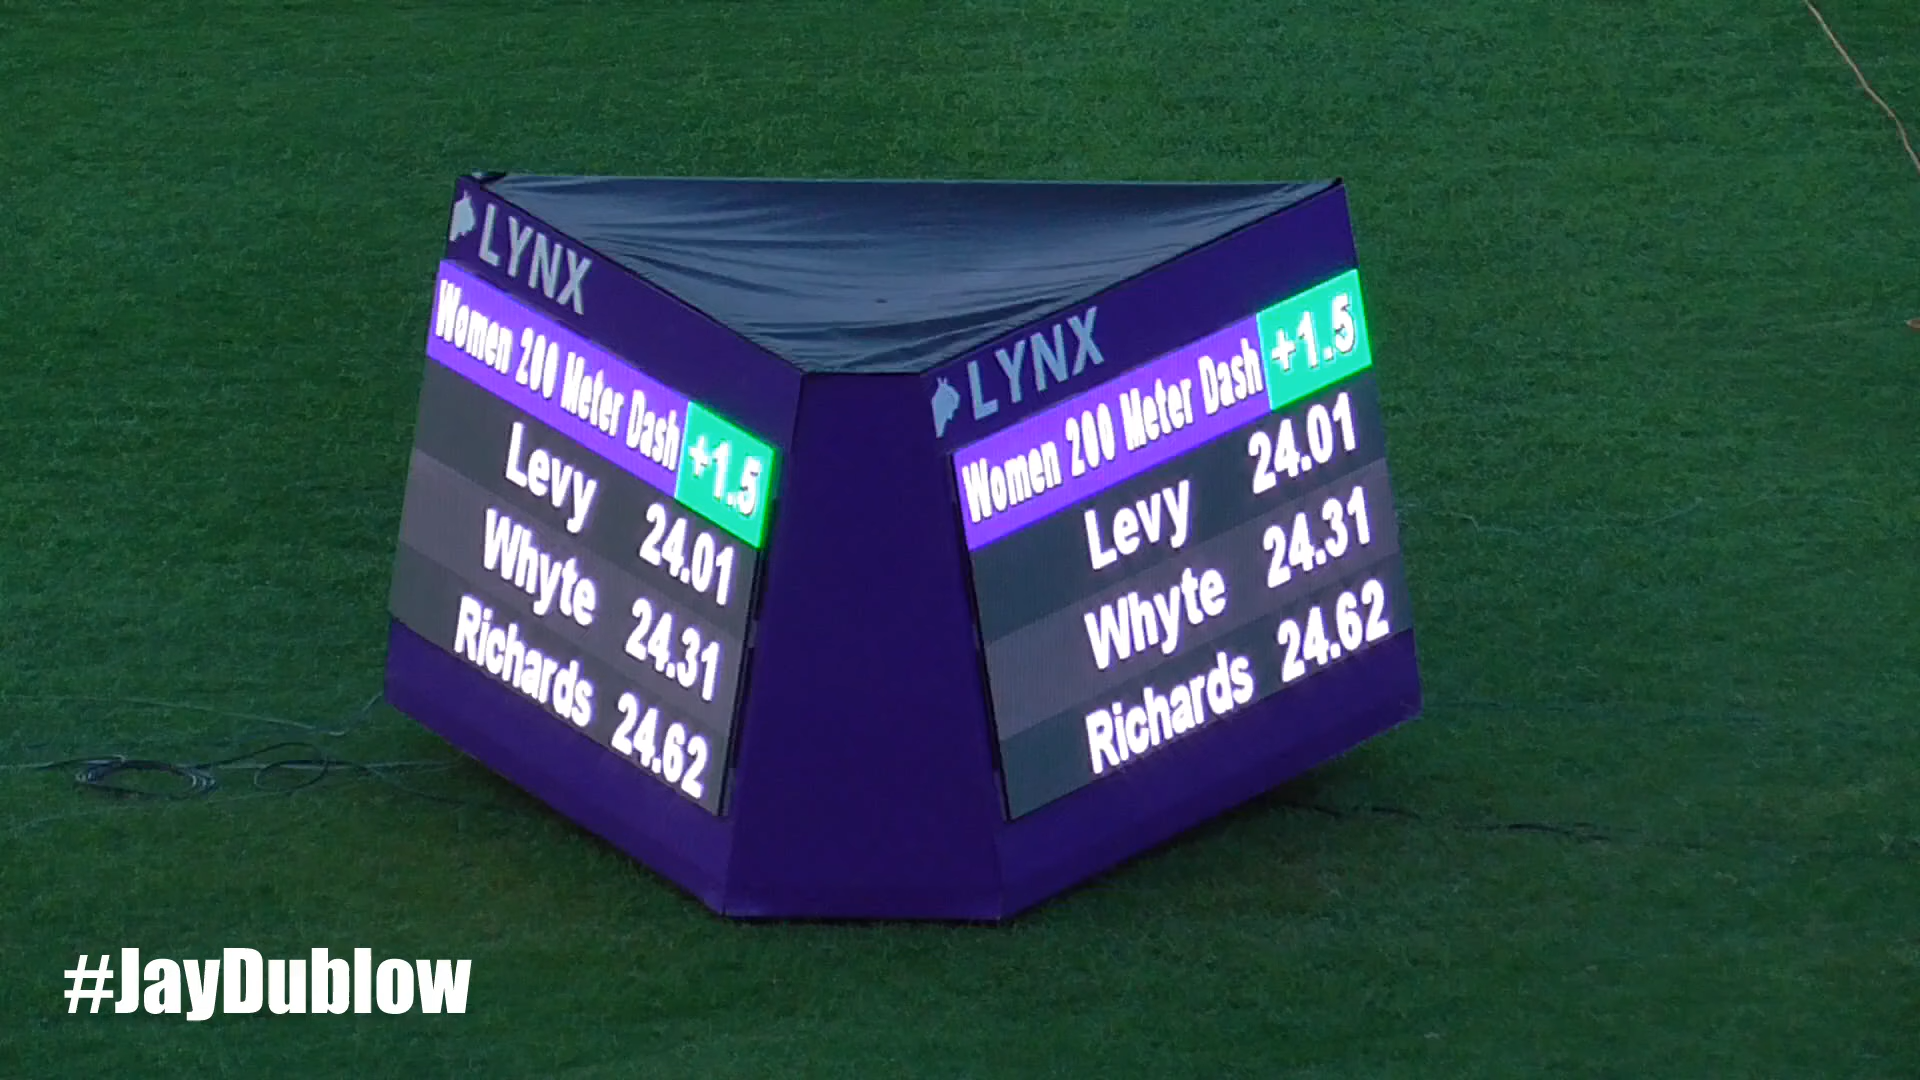 LYNX
Women 200 Meter Dash +1.5
Levy 24.01
Whyte 24.31
Richards 24.62
LYNX
Women 200 Meter Dash +1.5
Levy 24.01
Whyte 24.31
Richards 24.62
#JayDublow